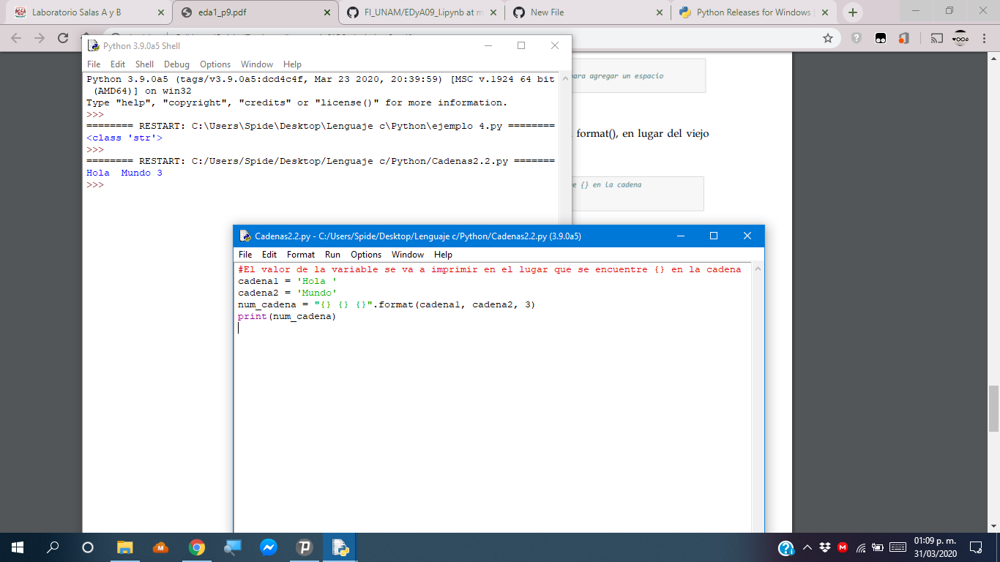 Laboratorio Salas A y B
eda1_p9.pdf
FI_UNAM/EDyA09_I.ipynb at m
New File
Python Releases for Windows
Python 3.9.0a5 Shell
File Edit Shell Debug Options Window Help
Python 3.9.0a5 (tags/v3.9.0a5:dcd4c4f, Mar 23 2020, 20:39:59) [MSC v.1924 64 bit
(AMD64)] on win32
Type "help", "copyright", "credits" or "license()" for more information.
>>>
======== RESTART: C:\Users\Spide\Desktop\Lenguaje c\Python\ejemplo 4.py ========
<class 'str'>
>>>
======== RESTART: C:/Users/Spide/Desktop/Lenguaje c/Python/Cadenas2.2.py =======
Hola  Mundo 3
>>>
para agregar un espacio
format(), en lugar del viejo
{} en la cadena
Cadenas2.2.py - C:/Users/Spide/Desktop/Lenguaje c/Python/Cadenas2.2.py (3.9.0a5)
File Edit Format Run Options Window Help
#El valor de la variable se va a imprimir en el lugar que se encuentre {} en la cadena
cadena1 = 'Hola '
cadena2 = 'Mundo'
num_cadena = "{} {} {}".format(cadena1, cadena2, 3)
print(num_cadena)
01:09 p. m.
31/03/2020